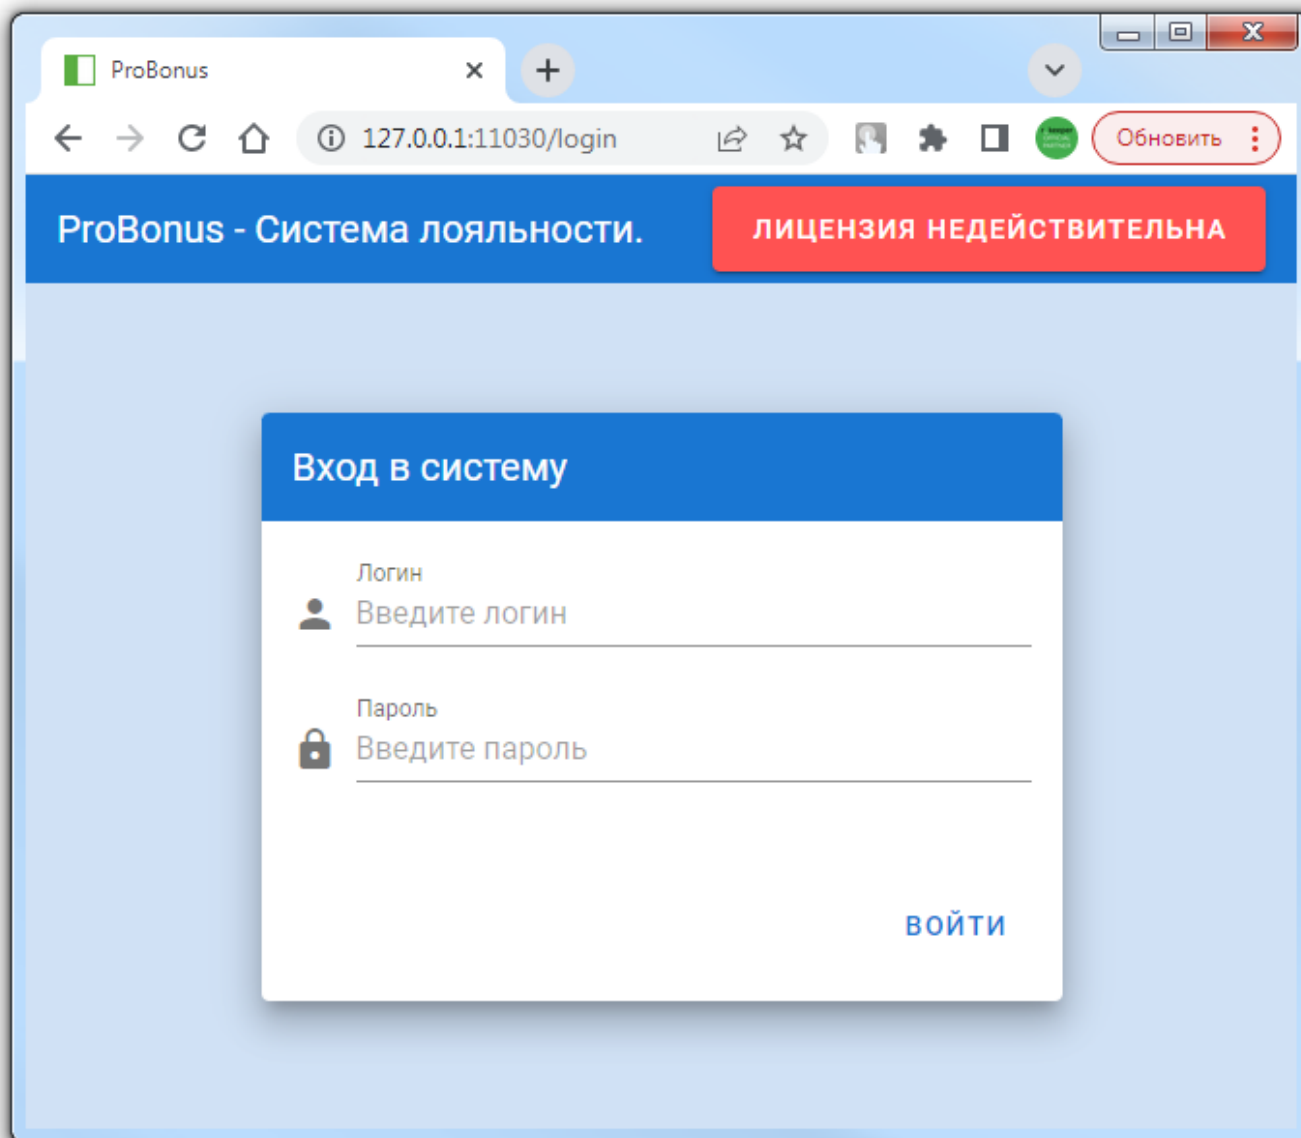 ProBonus
127.0.0.1:11030/login
Обновить
ProBonus - Система лояльности.
ЛИЦЕНЗИЯ НЕДЕЙСТВИТЕЛЬНА
Вход в систему
Логин
Введите логин
Пароль
Введите пароль
ВОЙТИ